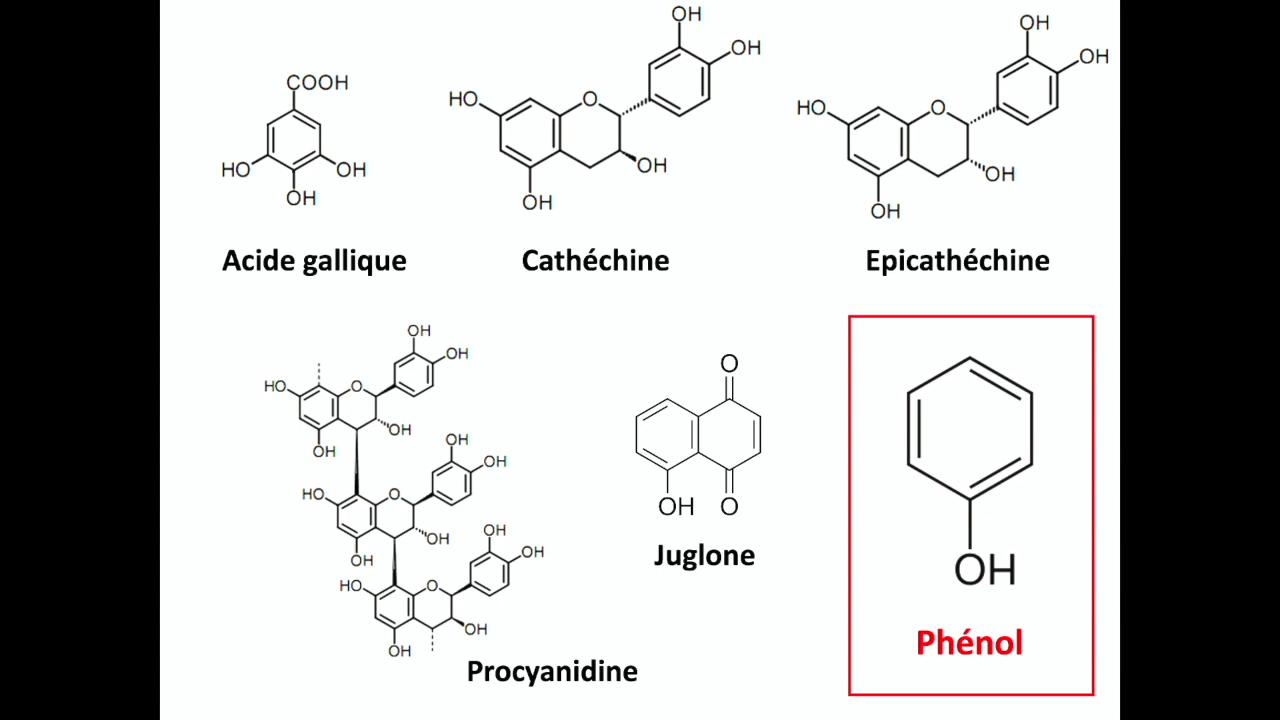 COOH
HO
OH
OH
Acide gallique
OH
OH
HO
O
OH
OH
Cathéchine
OH
OH
HO
O
OH
OH
Epicathéchine
OH
OH
HO
O
OH
OH
OH
OH
HO
O
OH
OH
OH
OH
HO
O
OH
OH
Procyanidine
O
OH
O
Juglone
OH
Phénol